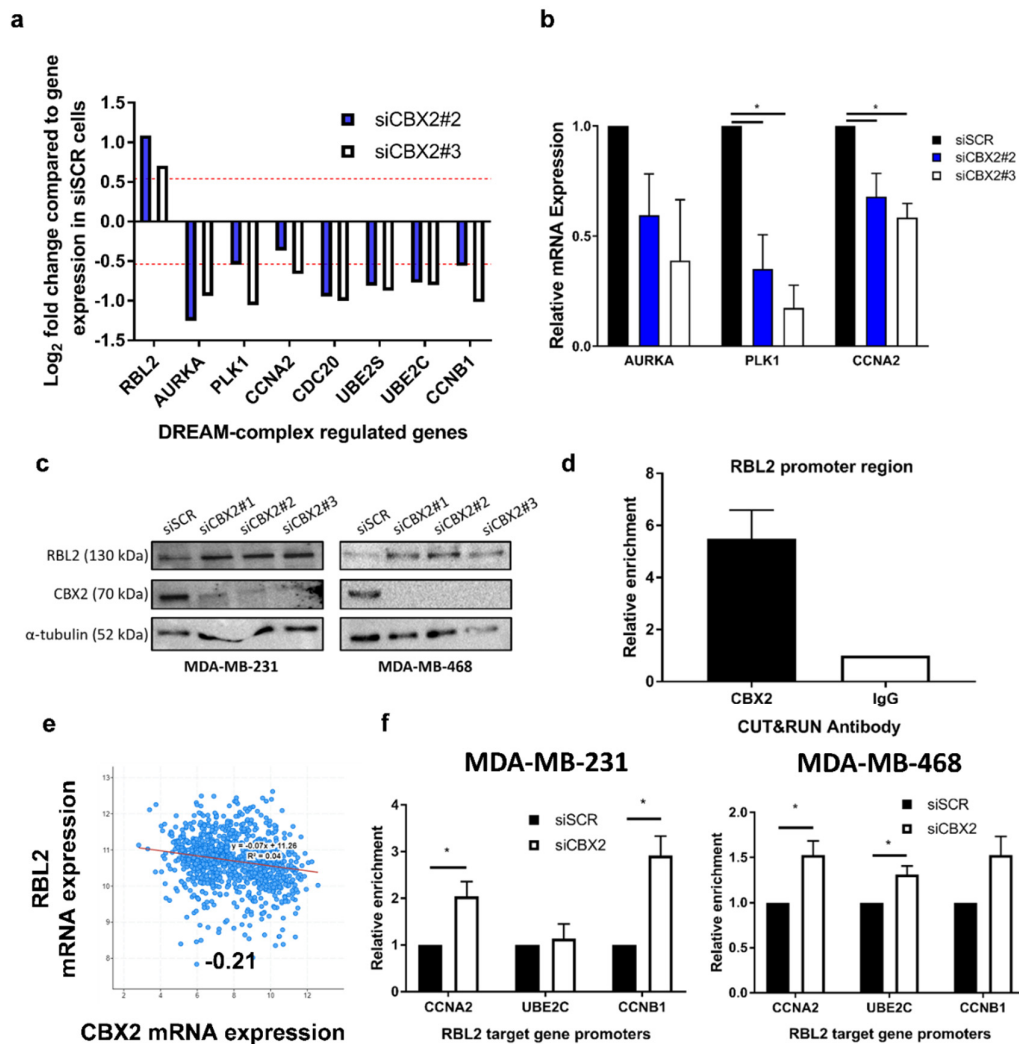 a
Log2 fold change compared to gene
expression in siSCR cells
1.5
1.0
0.5
0.0
-0.5
-1.0
-1.5
siCBX2#2
siCBX2#3
RBL2
AURKA
PLK1
CCNA2
CDC20
UBE2S
UBE2C
CCNB1
DREAM-complex regulated genes
b
Relative mRNA Expression
1.0
0.5
0.0
*
*
siSCR
siCBX2#2
siCBX2#3
AURKA PLK1 CCNA2
c
siSCR siCBX2#1 siCBX2#2 siCBX2#3 siSCR siCBX2#1 siCBX2#2 siCBX2#3
RBL2 (130 kDa)
CBX2 (70 kDa)
α-tubulin (52 kDa)
MDA-MB-231 MDA-MB-468
d
RBL2 promoter region
Relative enrichment
8
6
4
2
0
CBX2 IgG
CUT&RUN Antibody
e
RBL2
mRNA expression
13
12
11
10
9
8
y = -0.07x + 11.26
R² = 0.04
-0.21
2 4 6 8 10 12
CBX2 mRNA expression
f
MDA-MB-231
Relative enrichment
4
3
2
1
0
*
*
siSCR
siCBX2
CCNA2 UBE2C CCNB1
RBL2 target gene promoters
MDA-MB-468
Relative enrichment
2.0
1.5
1.0
0.5
0.0
*
*
siSCR
siCBX2
CCNA2 UBE2C CCNB1
RBL2 target gene promoters